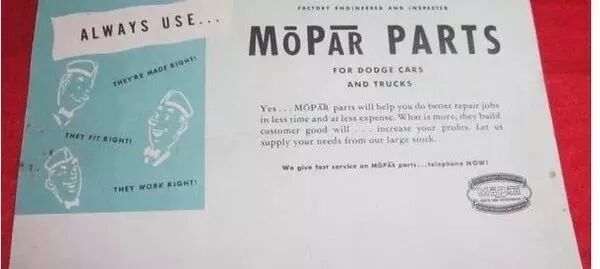 ALWAYS USE...
THEY'RE MADE RIGHT!
THEY FIT RIGHT!
THEY WORK RIGHT!
FACTORY ENGINEERED AND INSPECTED
MōPār PARTS
FOR DODGE CARS
AND TRUCKS
Yes . . . MōPār parts will help you do better repair jobs
in less time and at less expense. What is more, they build
customer good will . . . increase your profits. Let us
supply your needs from our large stock.
We give fast service on MōPār parts...telephone NOW!
MōPār